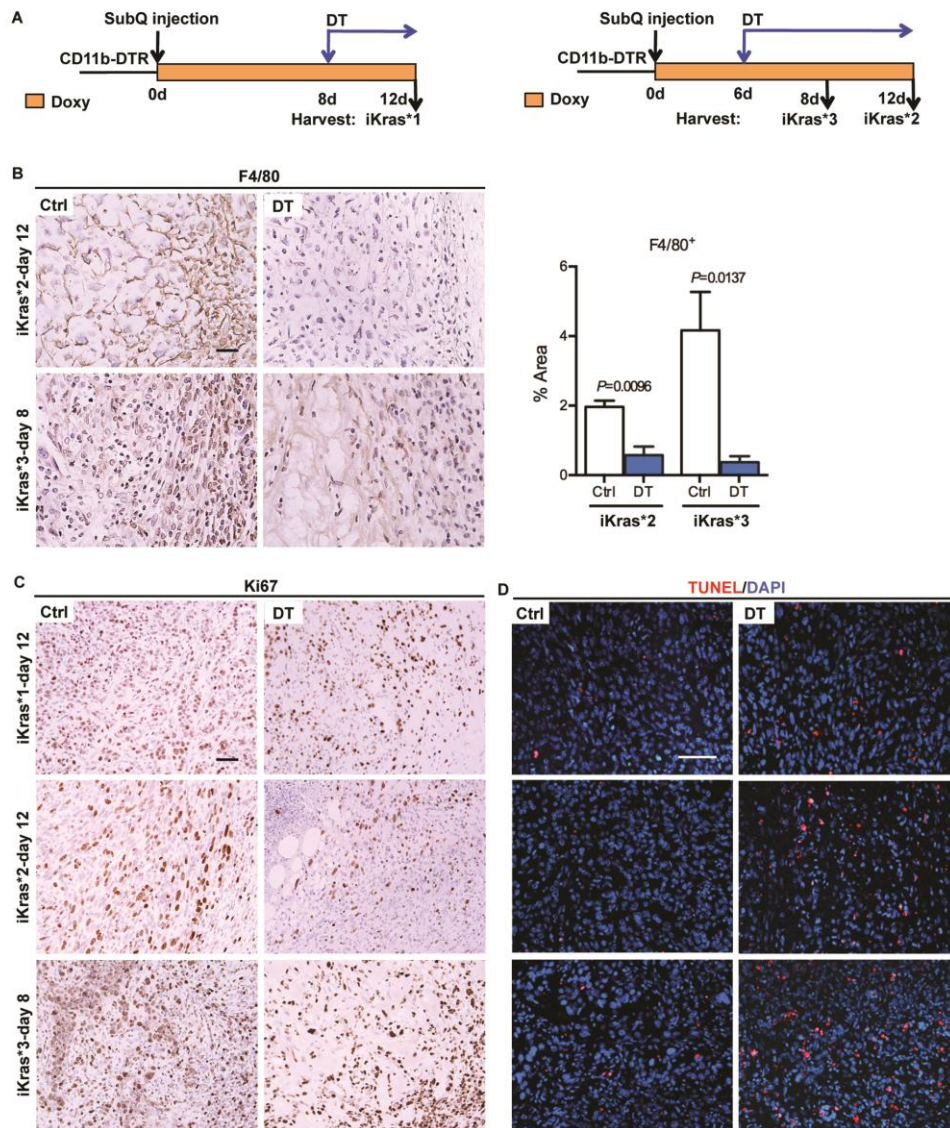 A
SubQ injection
DT
CD11b-DTR
Doxy
0d
8d
12d
Harvest: iKras*1
SubQ injection
DT
CD11b-DTR
Doxy
0d
6d
8d
12d
Harvest: iKras*3 iKras*2
B
F4/80
Ctrl
DT
iKras*2-day 12
iKras*3-day 8
F4/80+
% Area
6
4
2
0
P=0.0096
P=0.0137
Ctrl DT Ctrl DT
iKras*2 iKras*3
C
Ki67
Ctrl
DT
iKras*1-day 12
iKras*2-day 12
iKras*3-day 8
D
TUNEL/DAPI
Ctrl
DT